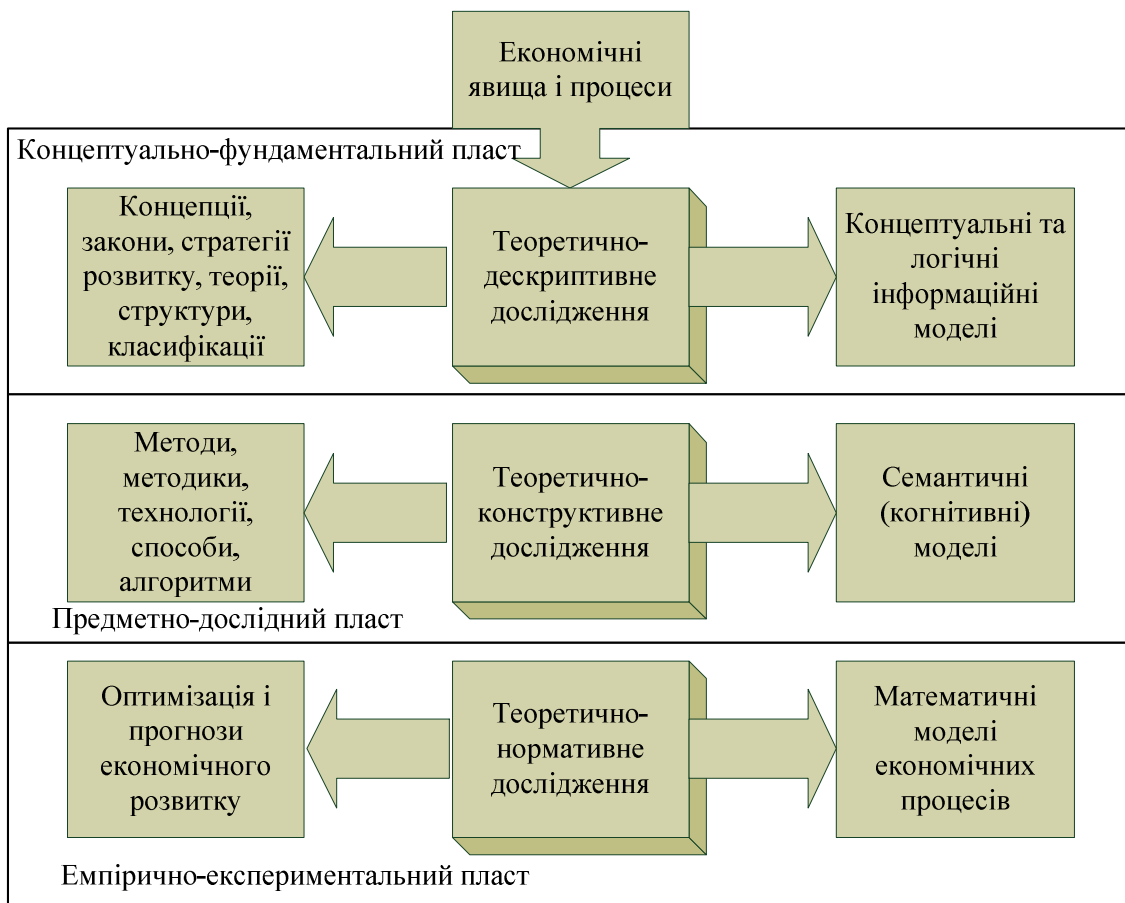 Економічні
явища і процеси
Концептуально-фундаментальний пласт
Концепції,
закони, стратегії
розвитку, теорії,
структури,
класифікації
Теоретично-
дескриптивне
дослідження
Концептуальні та
логічні
інформаційні
моделі
Методи,
методики,
технології,
способи,
алгоритми
Теоретично-
конструктивне
дослідження
Семантичні
(когнітивні)
моделі
Предметно-дослідний пласт
Оптимізація і
прогнози
економічного
розвитку
Теоретично-
нормативне
дослідження
Математичні
моделі
економічних
процесів
Емпірично-експериментальний пласт